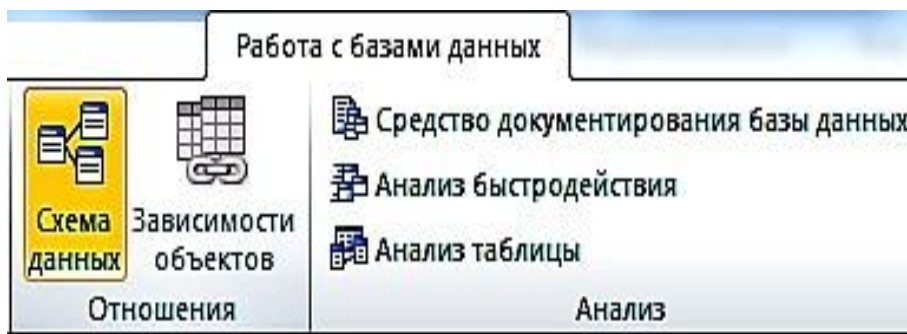 Работа с базами данных
Схема данных
Зависимости объектов
Средство документирования базы данных
Анализ быстродействия
Анализ таблицы
Отношения
Анализ